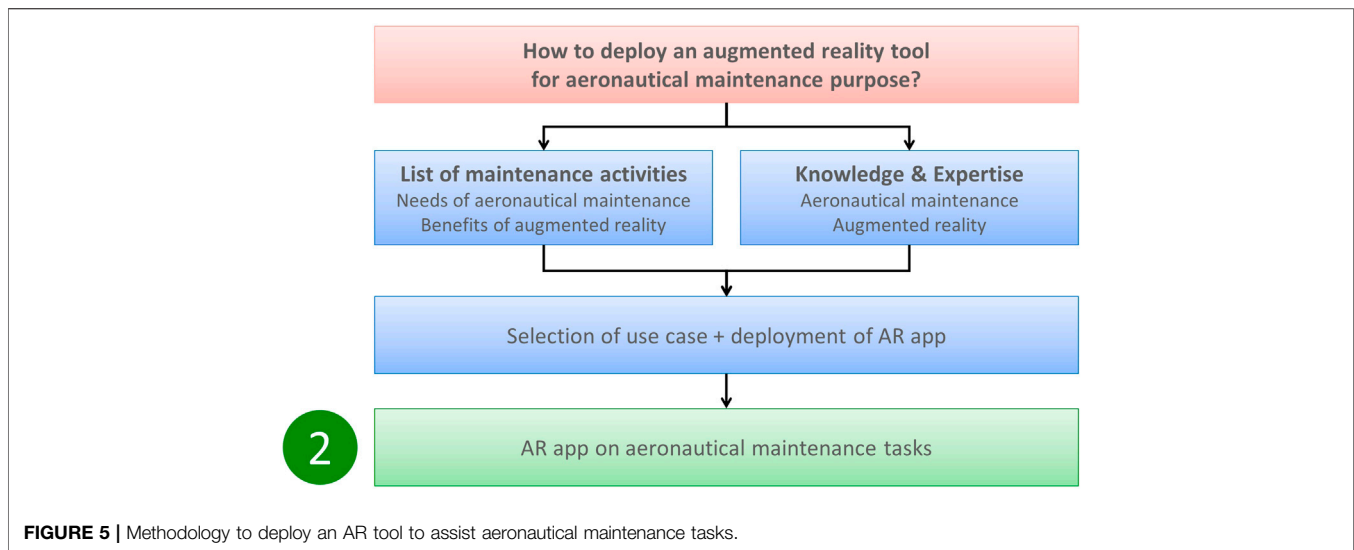 How to deploy an augmented reality tool
for aeronautical maintenance purpose?
List of maintenance activities
Needs of aeronautical maintenance
Benefits of augmented reality
Knowledge & Expertise
Aeronautical maintenance
Augmented reality
Selection of use case + deployment of AR app
2
AR app on aeronautical maintenance tasks
FIGURE 5 | Methodology to deploy an AR tool to assist aeronautical maintenance tasks.